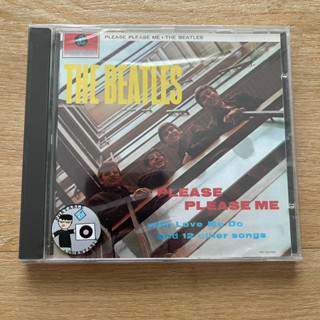 PLEASE PLEASE ME • THE BEATLES
THE BEATLES
PLEASE
PLEASE ME
with Love Me Do
and 12 other songs